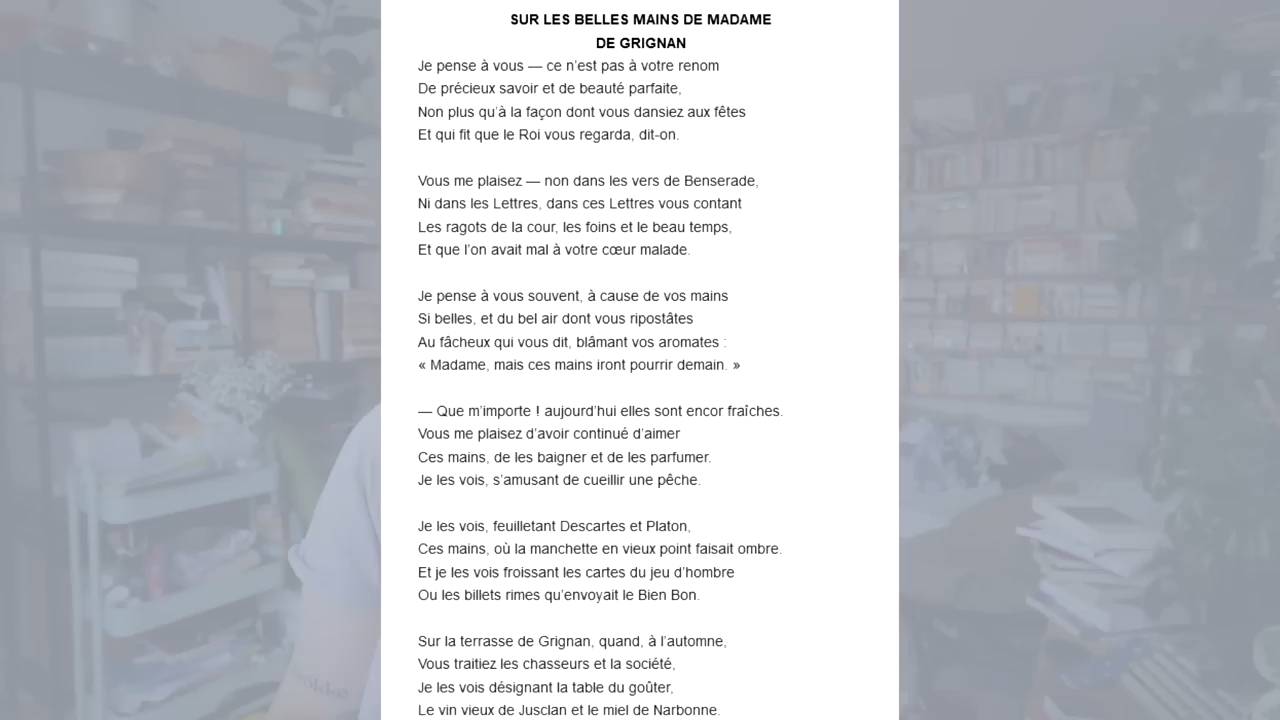 SUR LES BELLES MAINS DE MADAME
DE GRIGNAN
Je pense à vous — ce n'est pas à votre renom
De précieux savoir et de beauté parfaite,
Non plus qu'à la façon dont vous dansiez aux fêtes
Et qui fit que le Roi vous regarda, dit-on.

Vous me plaisez — non dans les vers de Benserade,
Ni dans les Lettres, dans ces Lettres vous contant
Les ragots de la cour, les foins et le beau temps,
Et que l'on avait mal à votre cœur malade.

Je pense à vous souvent, à cause de vos mains
Si belles, et du bel air dont vous ripostâtes
Au fâcheux qui vous dit, blâmant vos aromates :
« Madame, mais ces mains iront pourrir demain. »

— Que m'importe ! aujourd'hui elles sont encor fraîches.
Vous me plaisez d'avoir continué d'aimer
Ces mains, de les baigner et de les parfumer.
Je les vois, s'amusant de cueillir une pêche.

Je les vois, feuilletant Descartes et Platon,
Ces mains, où la manchette en vieux point faisait ombre.
Et je les vois froissant les cartes du jeu d'hombre
Ou les billets rimes qu'envoyait le Bien Bon.

Sur la terrasse de Grignan, quand, à l'automne,
Vous traitiez les chasseurs et la société,
Je les vois désignant la table du goûter,
Le vin vieux de Jusclan et le miel de Narbonne.